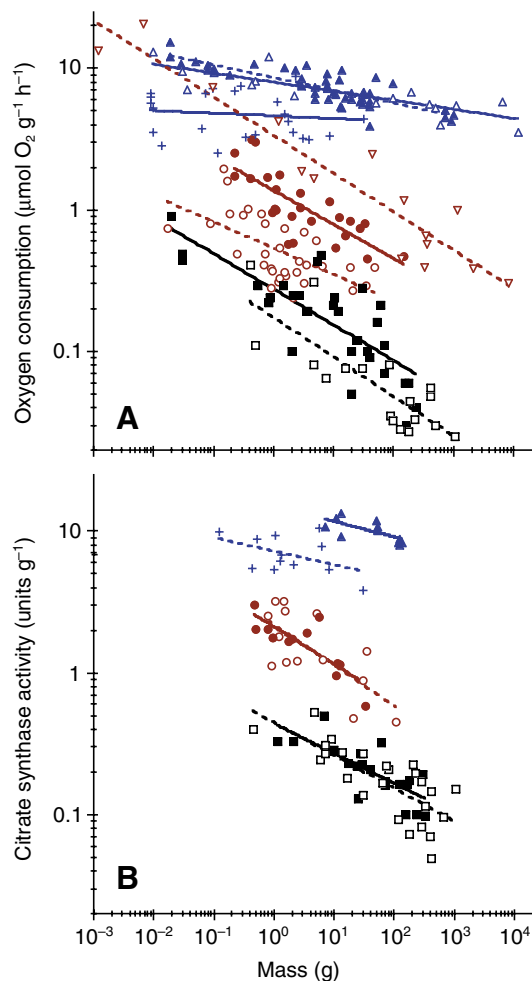 Oxygen consumption (µmol O₂ g⁻¹ h⁻¹)
10
1
0.1
A
Citrate synthase activity (units g⁻¹)
10
1
0.1
B
10⁻³ 10⁻² 10⁻¹ 10⁰ 10¹ 10² 10³ 10⁴
Mass (g)